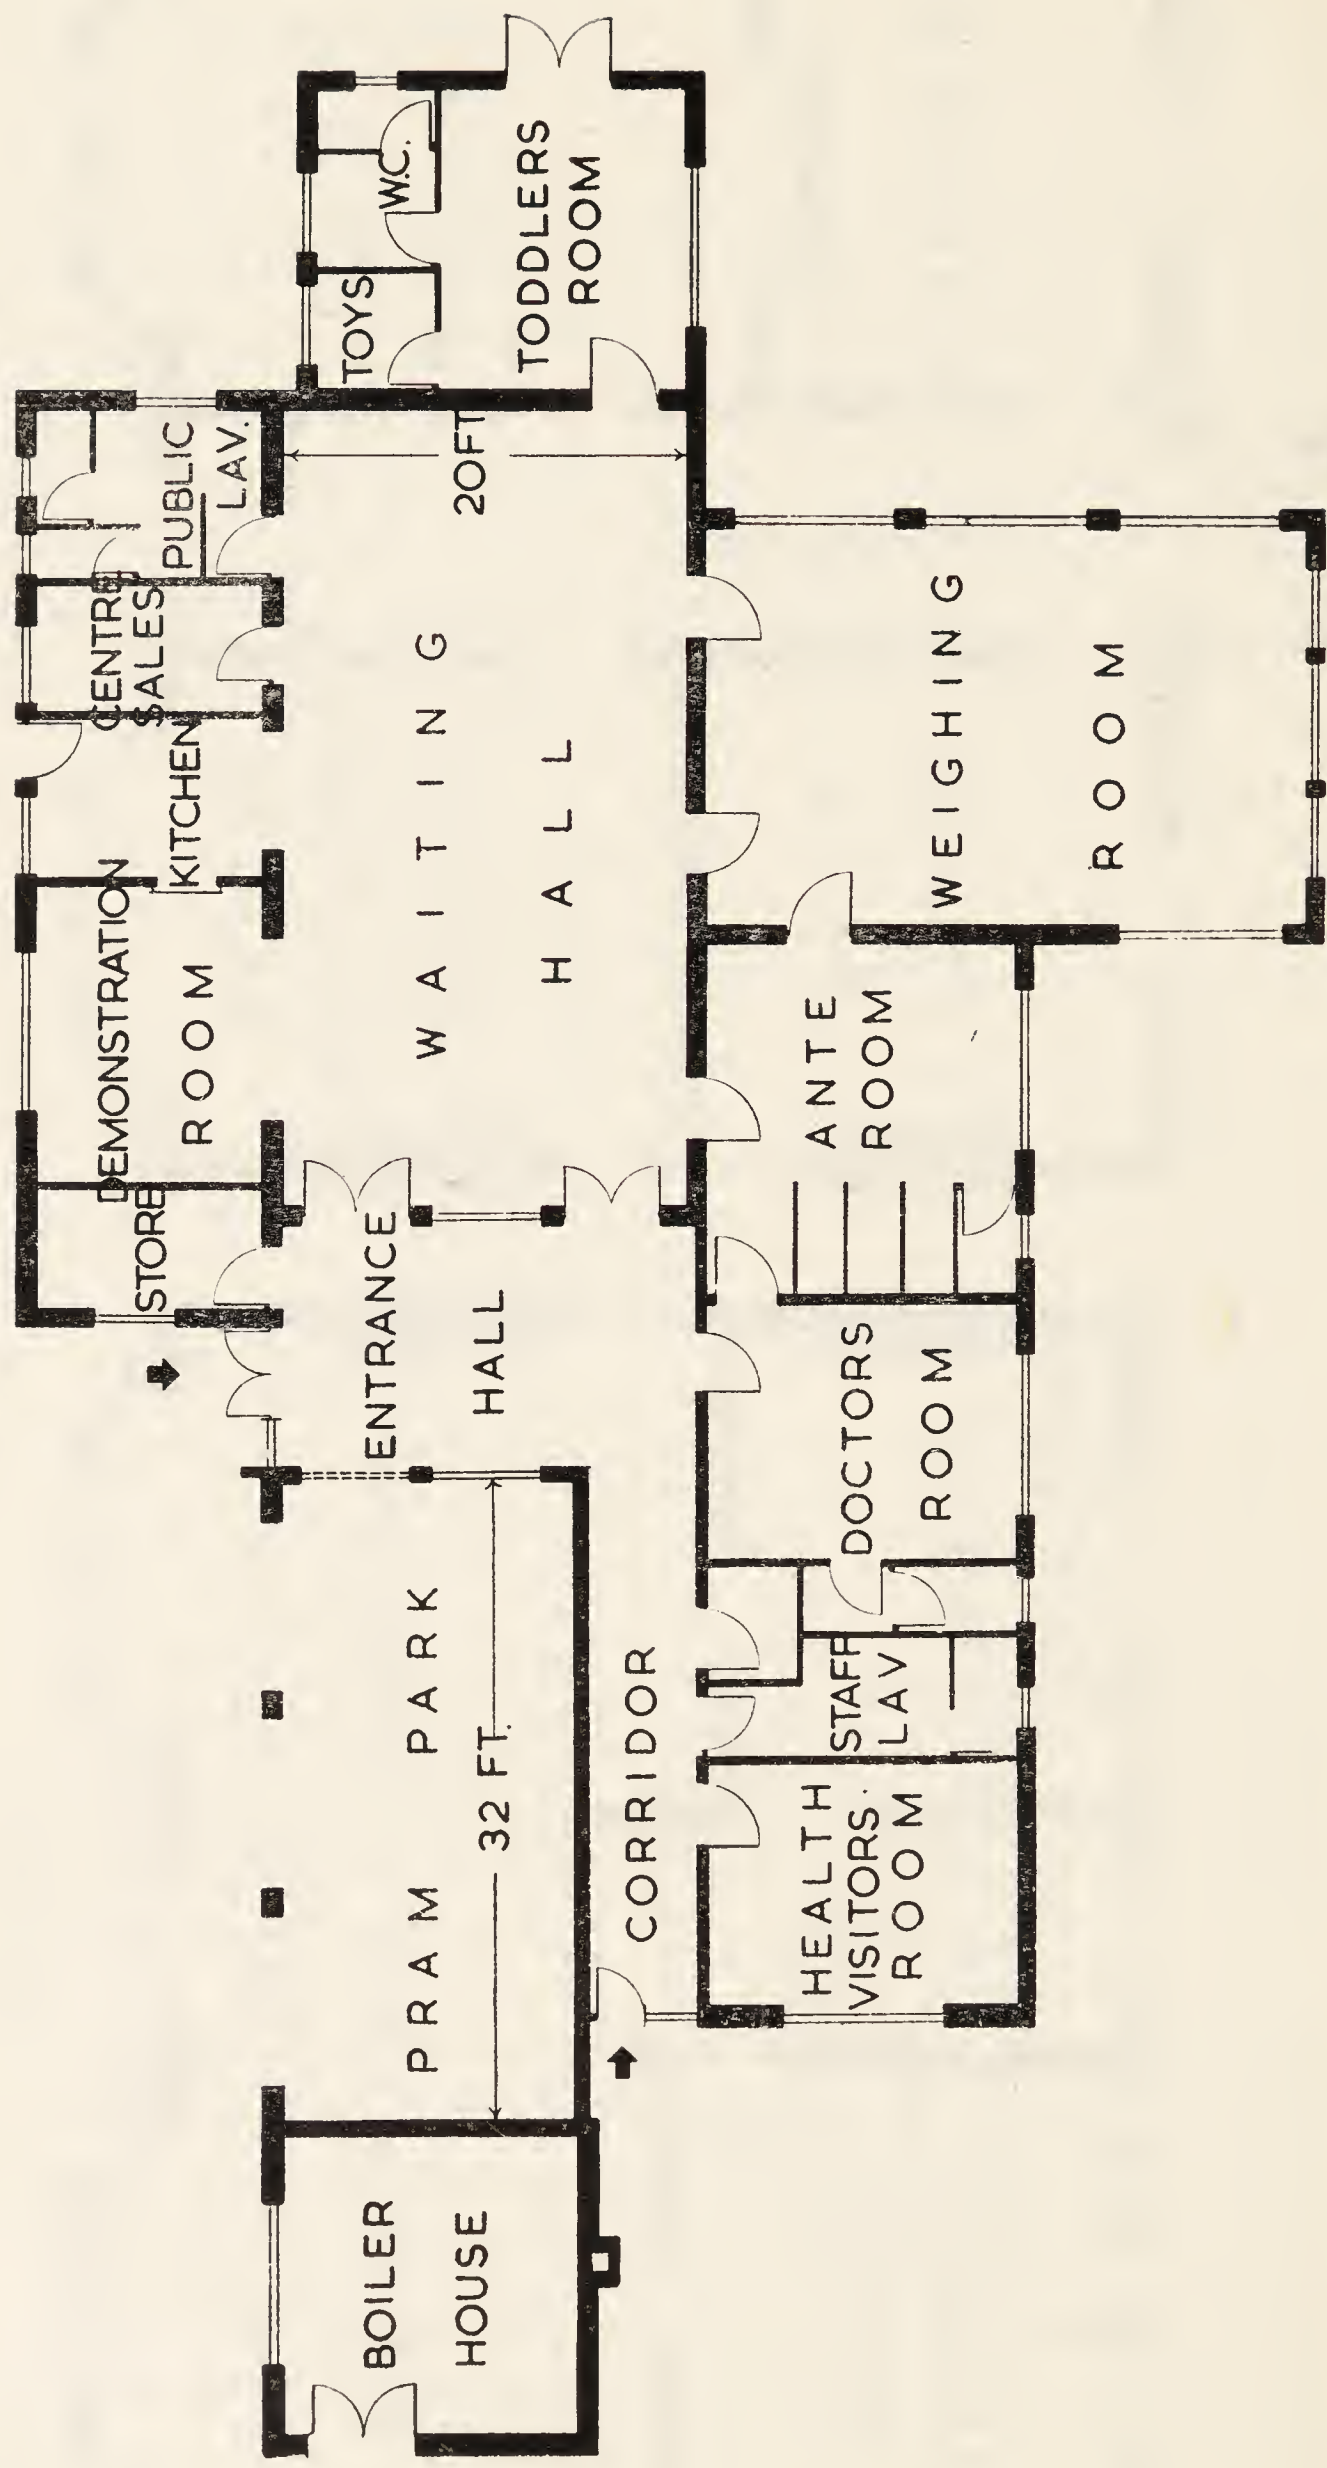 BOILER
HOUSE
PRAM PARK
32 FT.
CORRIDOR
HEALTH
VISITORS.
ROOM
STAFF
LAV
DOCTORS
ROOM
ENTRANCE
HALL
STORE
DEMONSTRATION
ROOM
KITCHEN
CENTRE
SALES
PUBLIC
LAV.
WAITING
HALL
20FT
ANTE
ROOM
WEIGHING
ROOM
TOYS
W.C.
TODDLERS
ROOM